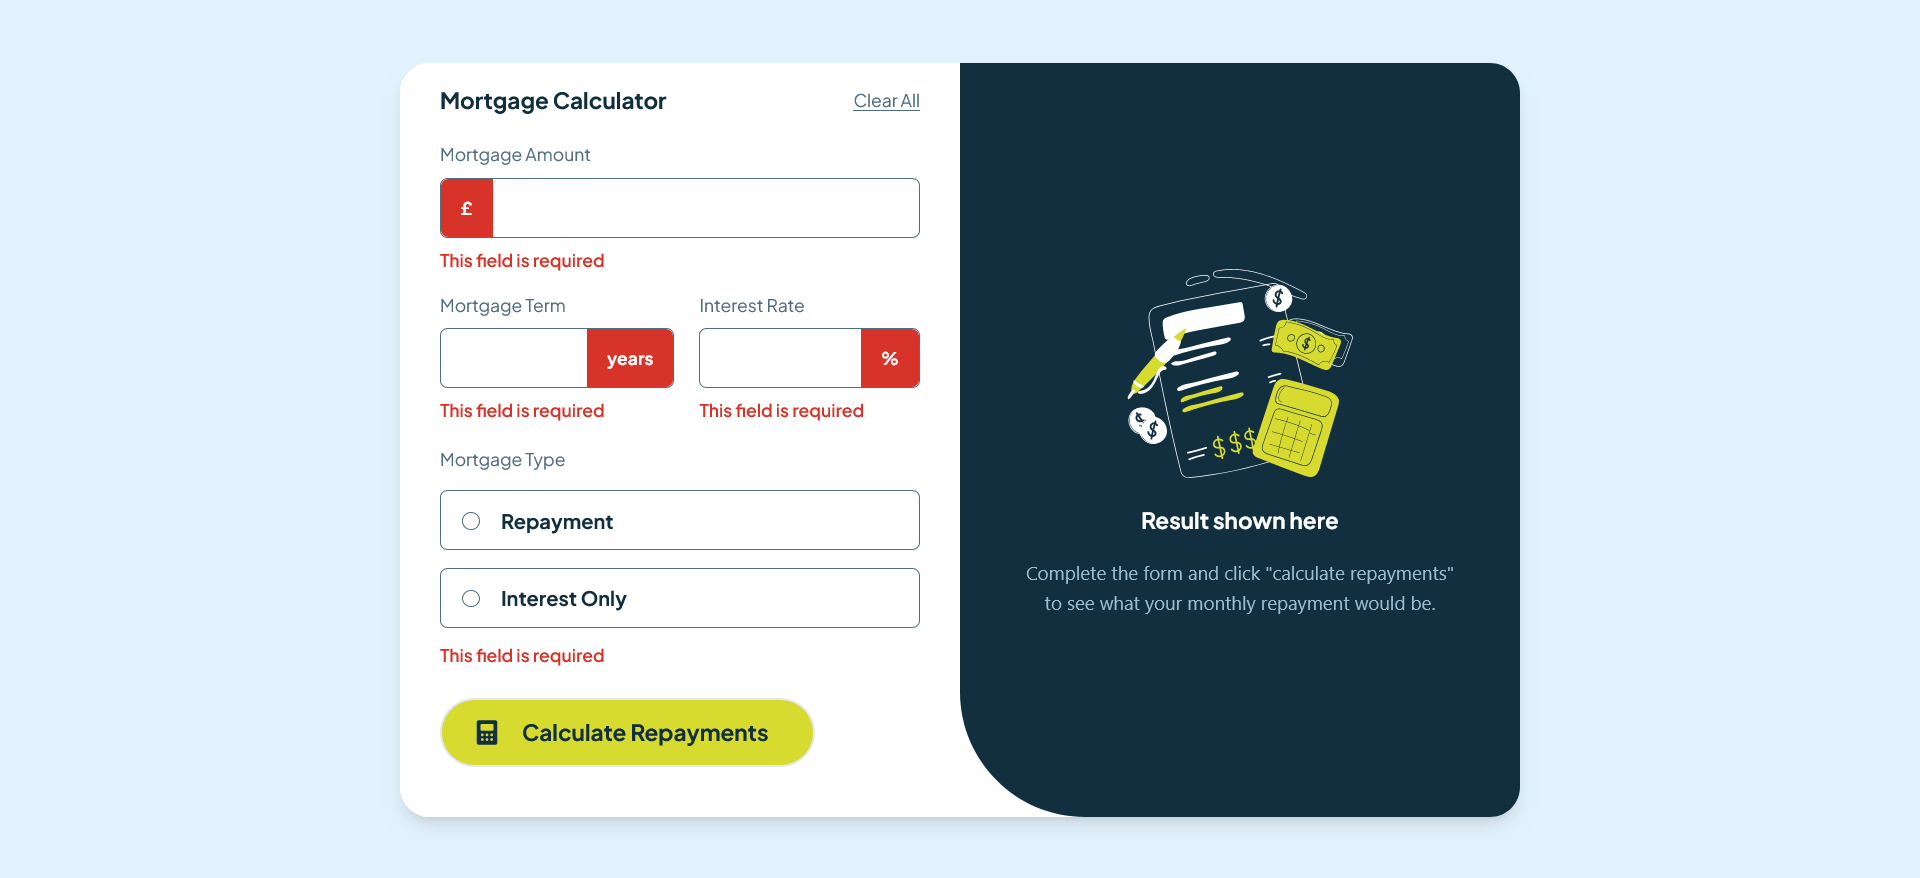 Mortgage Calculator
Clear All
Mortgage Amount
£
This field is required
Mortgage Term
Interest Rate
years
%
This field is required
This field is required
Mortgage Type
Repayment
Interest Only
This field is required
Calculate Repayments
$
$
$
$
= $$$
Result shown here
Complete the form and click "calculate repayments"
to see what your monthly repayment would be.